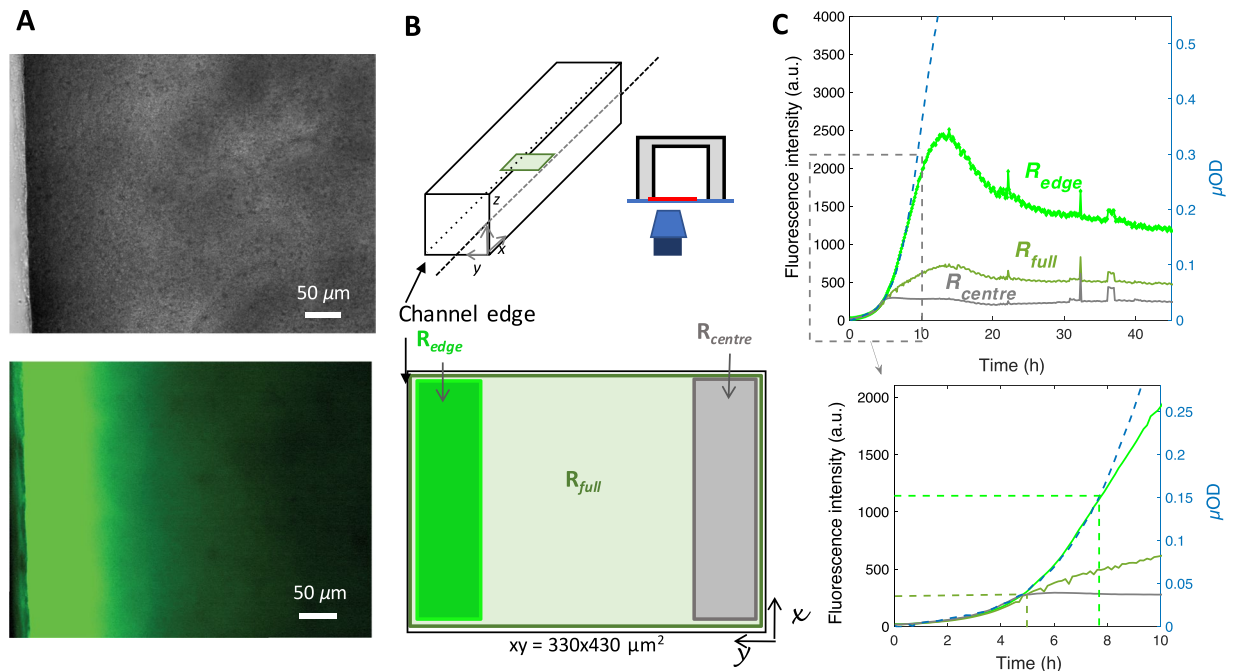 A
50 μm
50 μm
B
z
x
y
Channel edge
R_edge
R_centre
R_full
xy = 330x430 μm²
x
y
C
Fluorescence intensity (a.u.)
4000
3500
3000
2500
2000
1500
1000
500
0
0.5
0.4
0.3
0.2
0.1
0
μOD
R_edge
R_full
R_centre
0 10 20 30 40
Time (h)
Fluorescence intensity (a.u.)
2000
1500
1000
500
0
0.25
0.2
0.15
0.1
0.05
0
μOD
0 2 4 6 8 10
Time (h)